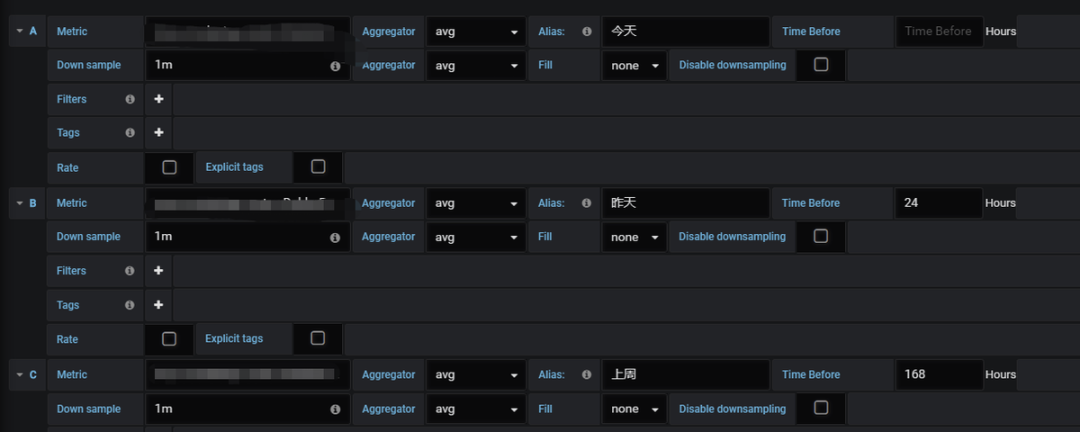 A Metric Aggregator avg Alias: 今天 Time Before Time Before Hours
Down sample 1m Aggregator avg Fill none Disable downsampling
Filters +
Tags +
Rate Explicit tags
B Metric Aggregator avg Alias: 昨天 Time Before 24 Hours
Down sample 1m Aggregator avg Fill none Disable downsampling
Filters +
Tags +
Rate Explicit tags
C Metric Aggregator avg Alias: 上周 Time Before 168 Hours
Down sample 1m Aggregator avg Fill none Disable downsampling